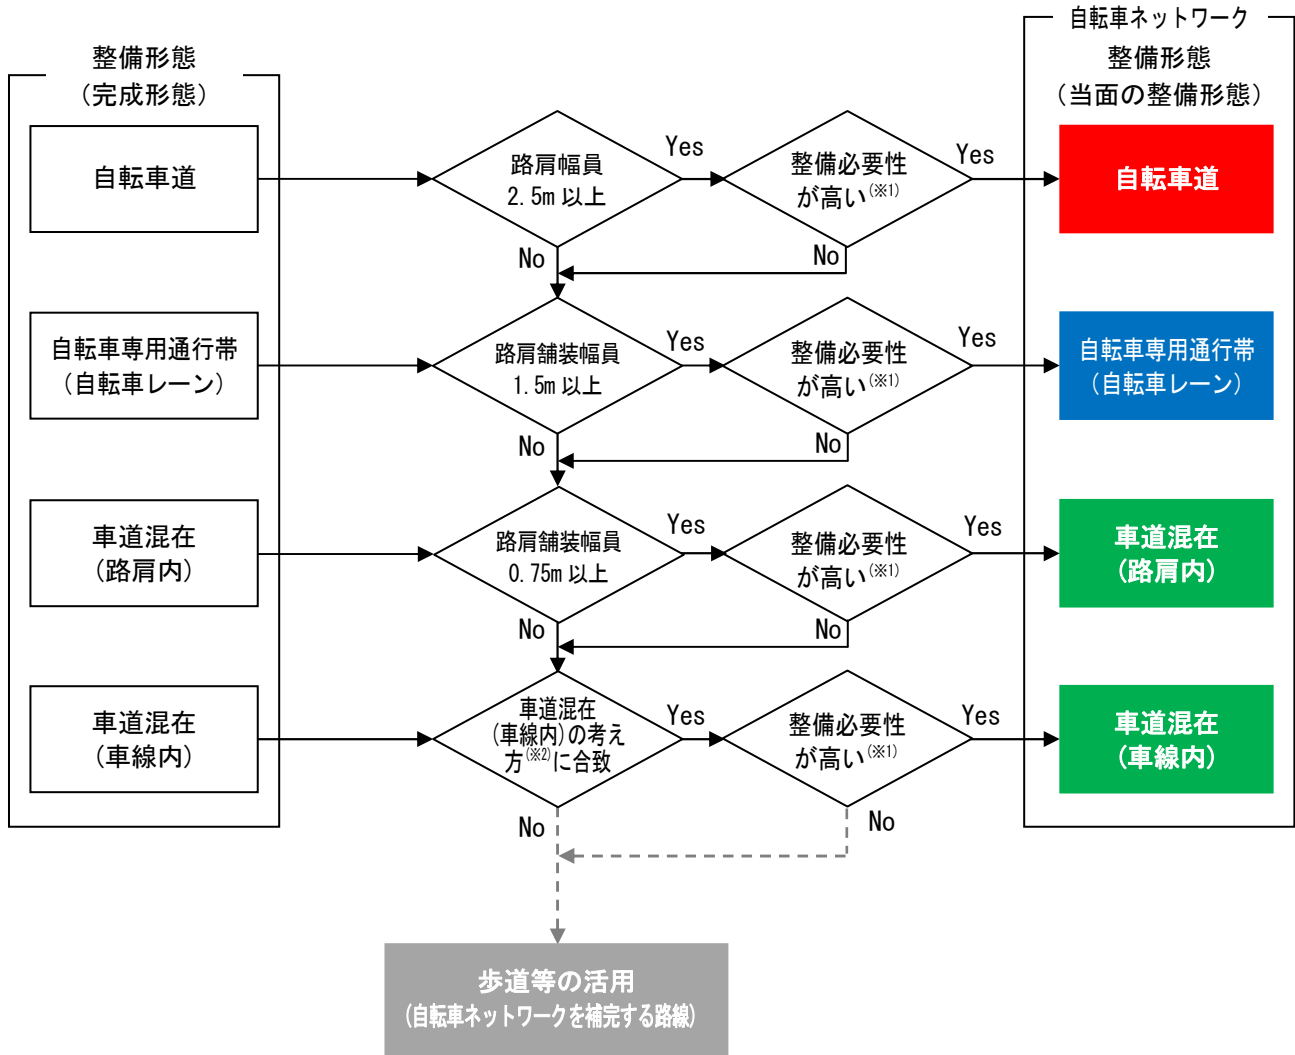 整備形態
（完成形態）
自転車ネットワーク
整備形態
（当面の整備形態）
自転車道
路肩幅員
2.5m 以上
Yes
整備必要性
が高い(※1)
Yes
自転車道
No
No
自転車専用通行帯
（自転車レーン）
路肩舗装幅員
1.5m 以上
Yes
整備必要性
が高い(※1)
Yes
自転車専用通行帯
（自転車レーン）
No
No
車道混在
(路肩内)
路肩舗装幅員
0.75m 以上
Yes
整備必要性
が高い(※1)
Yes
車道混在
(路肩内)
No
No
車道混在
(車線内)
車道混在
(車線内)の考え
方(※2)に合致
Yes
整備必要性
が高い(※1)
Yes
車道混在
(車線内)
No
No
歩道等の活用
(自転車ネットワークを補完する路線)